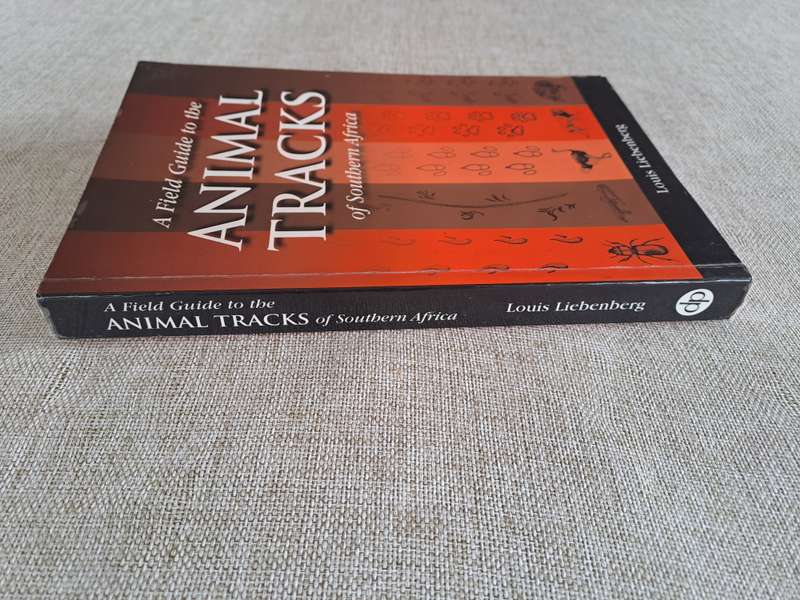 A Field Guide to the
ANIMAL
TRACKS
of Southern Africa
Louis Liebenberg
A Field Guide to the
ANIMAL TRACKS of Southern Africa
Louis Liebenberg
dp